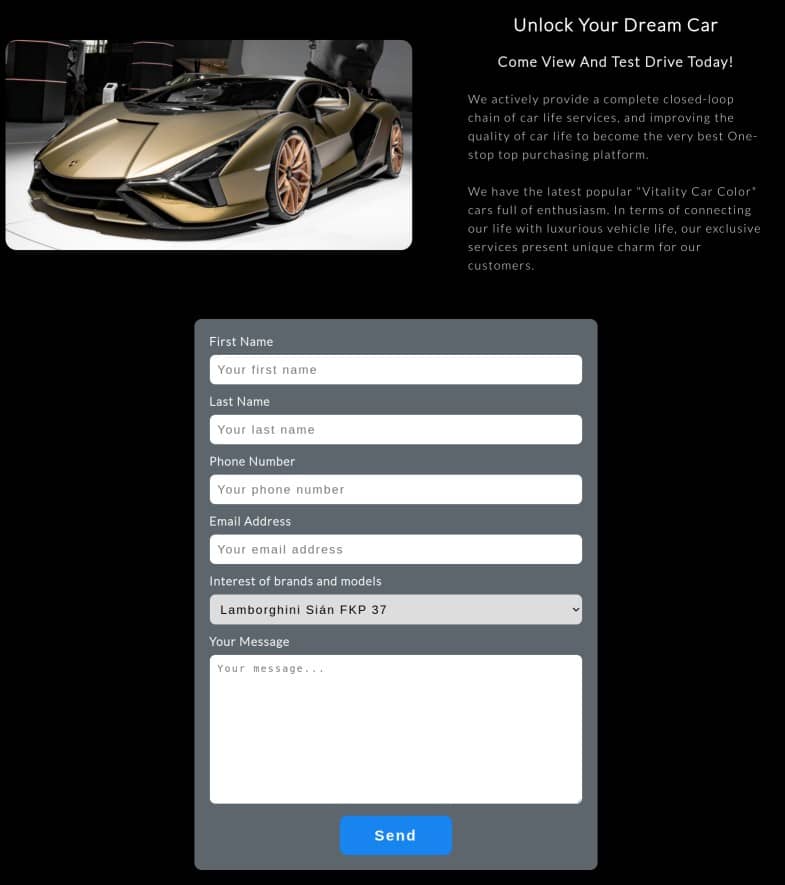 Unlock Your Dream Car
Come View And Test Drive Today!
We actively provide a complete closed-loop
chain of car life services, and improving the
quality of car life to become the very best One-
stop top purchasing platform.
We have the latest popular "Vitality Car Color"
cars full of enthusiasm. In terms of connecting
our life with luxurious vehicle life, our exclusive
services present unique charm for our
customers.
First Name
Your first name
Last Name
Your last name
Phone Number
Your phone number
Email Address
Your email address
Interest of brands and models
Lamborghini Sián FKP 37
Your Message
Your message...
Send